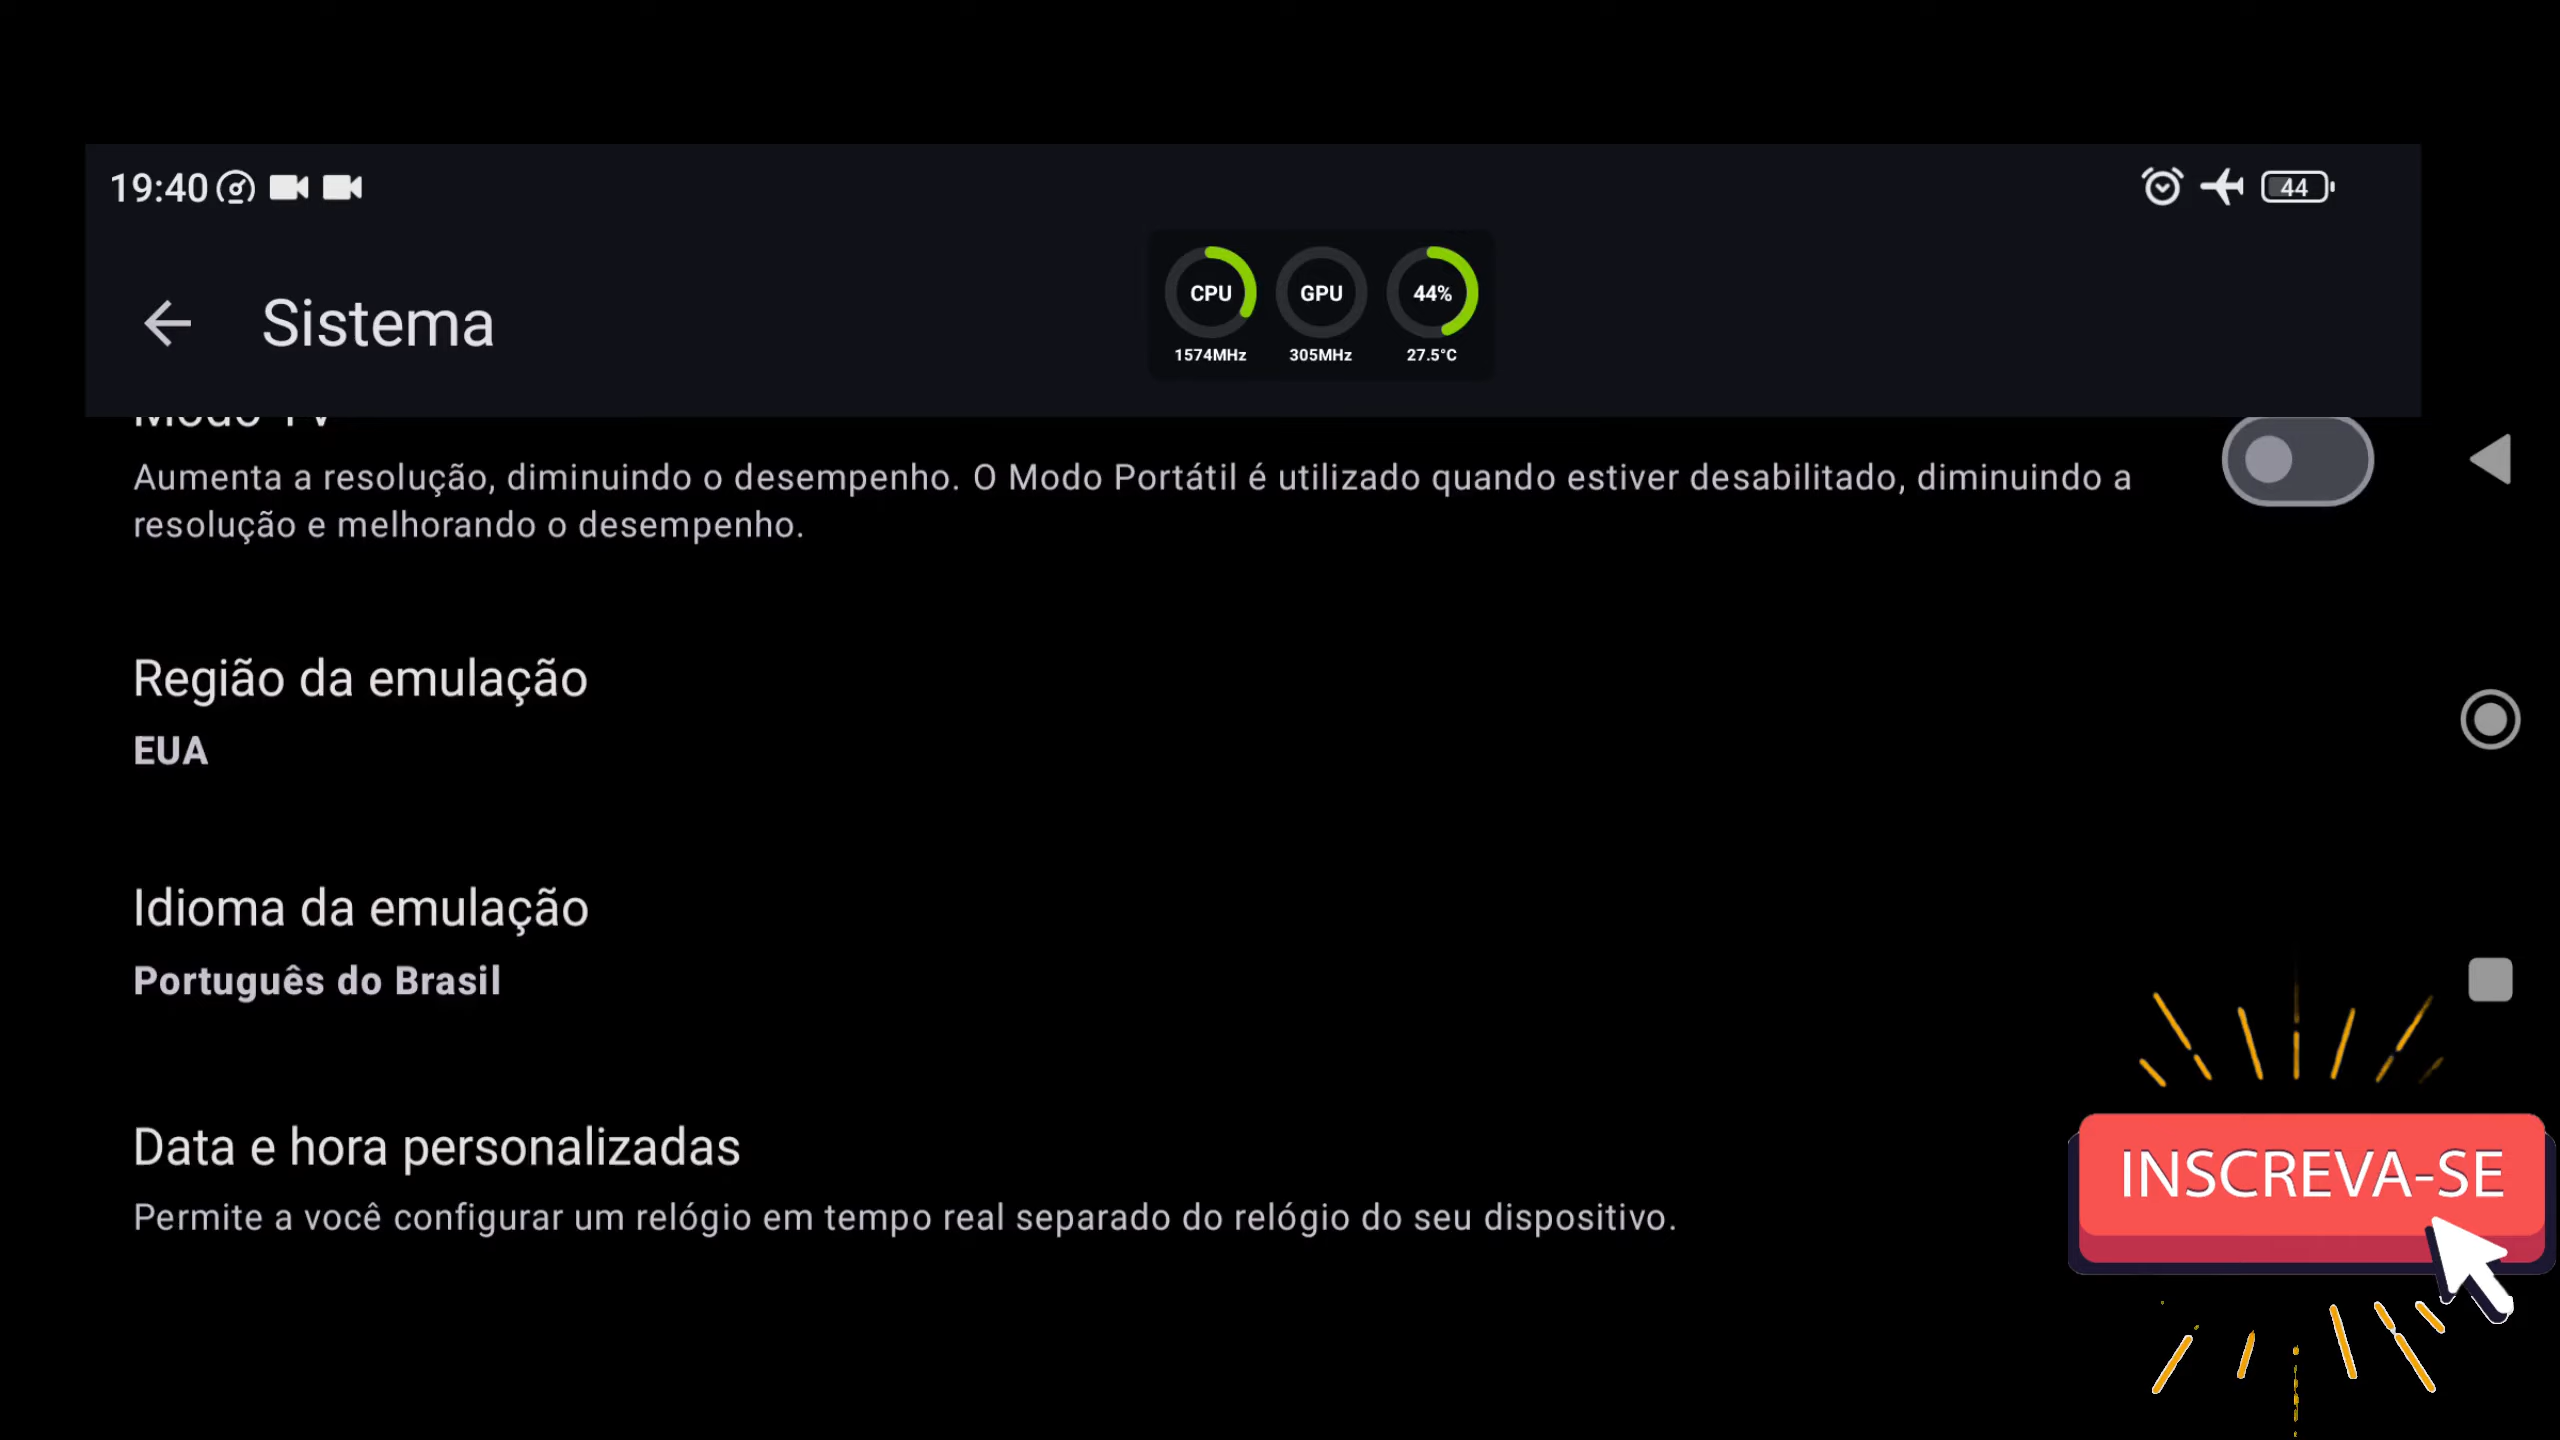 19:40
44
Sistema
CPU GPU 44%
1574MHz 305MHz 27.5°C
Modo TV
Aumenta a resolução, diminuindo o desempenho. O Modo Portátil é utilizado quando estiver desabilitado, diminuindo a
resolução e melhorando o desempenho.
Região da emulação
EUA
Idioma da emulação
Português do Brasil
Data e hora personalizadas
Permite a você configurar um relógio em tempo real separado do relógio do seu dispositivo.
INSCREVA-SE